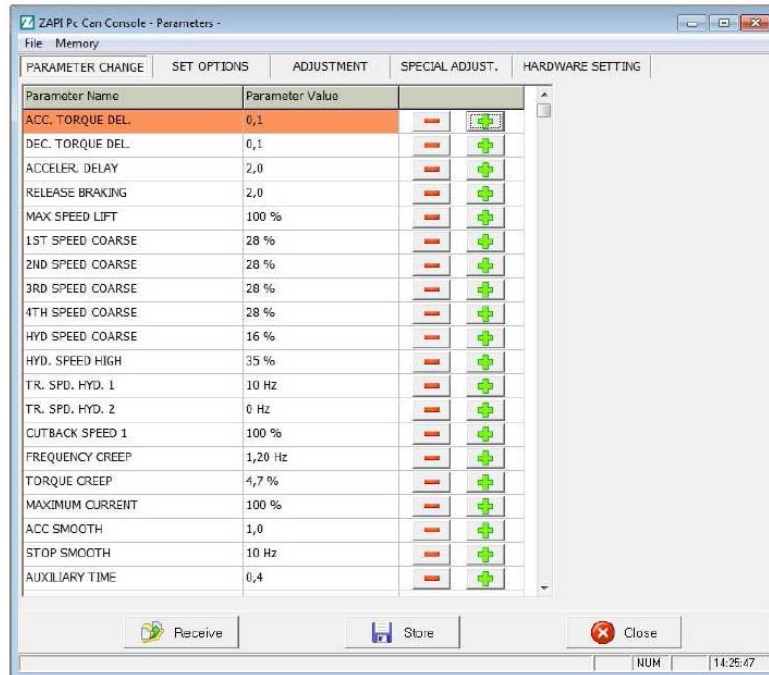 ZAPI Pc Can Console - Parameters -
File Memory
PARAMETER CHANGE SET OPTIONS ADJUSTMENT SPECIAL ADJUST. HARDWARE SETTING
Parameter Name Parameter Value
ACC. TORQUE DEL. 0,1
DEC. TORQUE DEL. 0,1
ACCELER. DELAY 2,0
RELEASE BRAKING 2,0
MAX SPEED LIFT 100 %
1ST SPEED COARSE 28 %
2ND SPEED COARSE 28 %
3RD SPEED COARSE 28 %
4TH SPEED COARSE 28 %
HYD SPEED COARSE 16 %
HYD. SPEED HIGH 35 %
TR. SPD. HYD. 1 10 Hz
TR. SPD. HYD. 2 0 Hz
CUTBACK SPEED 1 100 %
FREQUENCY CREEP 1,20 Hz
TORQUE CREEP 4,7 %
MAXIMUM CURRENT 100 %
ACC SMOOTH 1,0
STOP SMOOTH 10 Hz
AUXILIARY TIME 0,4
Receive Store Close
NUM 14:25:47